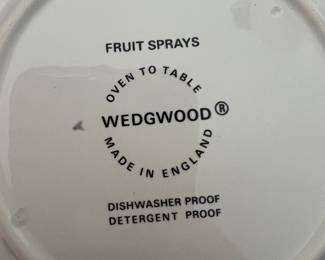 FRUIT SPRAYS
OVEN TO TABLE
WEDGWOOD®
MADE IN ENGLAND
DISHWASHER PROOF
DETERGENT PROOF